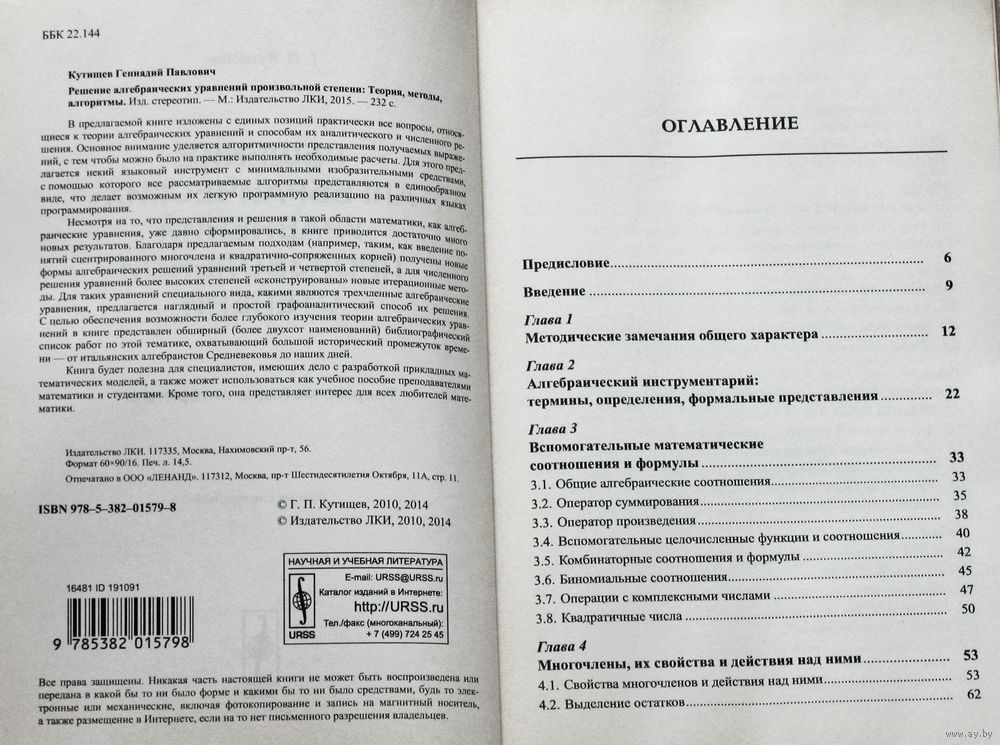 ББК 22.144
Кутищев Геннадий Павлович
Решение алгебраических уравнений произвольной степени: Теория, методы,
алгоритмы. Изд. стереотип. — М.: Издательство ЛКИ, 2015. — 232 с.
В предлагаемой книге изложены с единых позиций практически все вопросы, относя-
щиеся к теории алгебраических уравнений и способам их аналитического и численного ре-
шения. Основное внимание уделяется алгоритмичности представления получаемых выраже-
ний, с тем чтобы можно было на практике выполнять необходимые расчеты. Для этого пред-
лагается некий языковый инструмент с минимальными изобразительными средствами,
с помощью которого все рассматриваемые алгоритмы представляются в единообразном
виде, что делает возможным их легкую программную реализацию на различных языках
программирования.
Несмотря на то, что представления и решения в такой области математики, как алгеб-
раические уравнения, уже давно сформировались, в книге приводится достаточно много
новых результатов. Благодаря предлагаемым подходам (например, таким, как введение по-
нятий сцентрированного многочлена и квадратично-сопряженных корней) получены новые
формы алгебраических решений уравнений третьей и четвертой степеней, а для численного
решения уравнений более высоких степеней «сконструированы» новые итерационные мето-
ды. Для таких уравнений специального вида, какими являются трехчленные алгебраические
уравнения, предлагается наглядный и простой графоаналитический способ их решения.
С целью обеспечения возможности более глубокого изучения теории алгебраических урав-
нений в книге представлен обширный (более двухсот наименований) библиографический
список работ по этой тематике, охватывающий большой исторический промежуток време-
ни — от итальянских алгебраистов Средневековья до наших дней.
Книга будет полезна для специалистов, имеющих дело с разработкой прикладных ма-
тематических моделей, а также может использоваться как учебное пособие преподавателями
математики и студентами. Кроме того, она представляет интерес для всех любителей мате-
матики.
Издательство ЛКИ. 117335, Москва, Нахимовский пр-т, 56.
Формат 60×90/16. Печ. л. 14,5.
Отпечатано в ООО «ЛЕНАНД». 117312, Москва, пр-т Шестидесятилетия Октября, 11А, стр. 11.
ISBN 978–5–382–01579–8
© Г. П. Кутищев, 2010, 2014
© Издательство ЛКИ, 2010, 2014
16481 ID 191091
9 785382 015798
НАУЧНАЯ И УЧЕБНАЯ ЛИТЕРАТУРА
E-mail: URSS@URSS.ru
Каталог изданий в Интернете:
http://URSS.ru
Тел./факс (многоканальный):
URSS + 7 (499) 724 25 45
Все права защищены. Никакая часть настоящей книги не может быть воспроизведена или
передана в какой бы то ни было форме и какими бы то ни было средствами, будь то элек-
тронные или механические, включая фотокопирование и запись на магнитный носитель,
а также размещение в Интернете, если на то нет письменного разрешения владельцев.
ОГЛАВЛЕНИЕ
Предисловие 6
Введение 9
Глава 1
Методические замечания общего характера 12
Глава 2
Алгебраический инструментарий:
термины, определения, формальные представления 22
Глава 3
Вспомогательные математические
соотношения и формулы 33
3.1. Общие алгебраические соотношения 33
3.2. Оператор суммирования 35
3.3. Оператор произведения 38
3.4. Вспомогательные целочисленные функции и соотношения 40
3.5. Комбинаторные соотношения и формулы 42
3.6. Биномиальные соотношения 45
3.7. Операции с комплексными числами 47
3.8. Квадратичные числа 50
Глава 4
Многочлены, их свойства и действия над ними 53
4.1. Свойства многочленов и действия над ними 53
4.2. Выделение остатков 62
www.ay.by